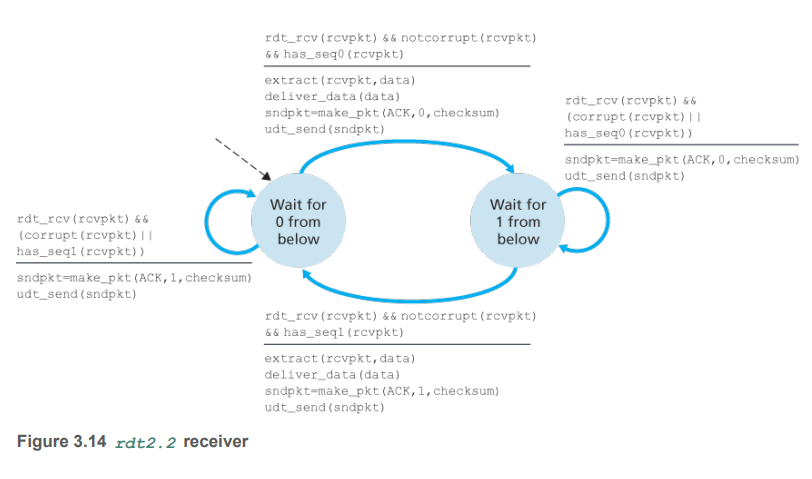 rdt_rcv(rcvpkt) && notcorrupt(rcvpkt)
&& has_seq0(rcvpkt)
extract(rcvpkt,data)
deliver_data(data)
sndpkt=make_pkt(ACK,0,checksum)
udt_send(sndpkt)
rdt_rcv(rcvpkt) &&
(corrupt(rcvpkt)||
has_seq0(rcvpkt))
sndpkt=make_pkt(ACK,0,checksum)
udt_send(sndpkt)
Wait for
0 from
below
Wait for
1 from
below
rdt_rcv(rcvpkt) &&
(corrupt(rcvpkt)||
has_seq1(rcvpkt))
sndpkt=make_pkt(ACK,1,checksum)
udt_send(sndpkt)
rdt_rcv(rcvpkt) && notcorrupt(rcvpkt)
&& has_seq1(rcvpkt)
extract(rcvpkt,data)
deliver_data(data)
sndpkt=make_pkt(ACK,1,checksum)
udt_send(sndpkt)
Figure 3.14 rdt2.2 receiver